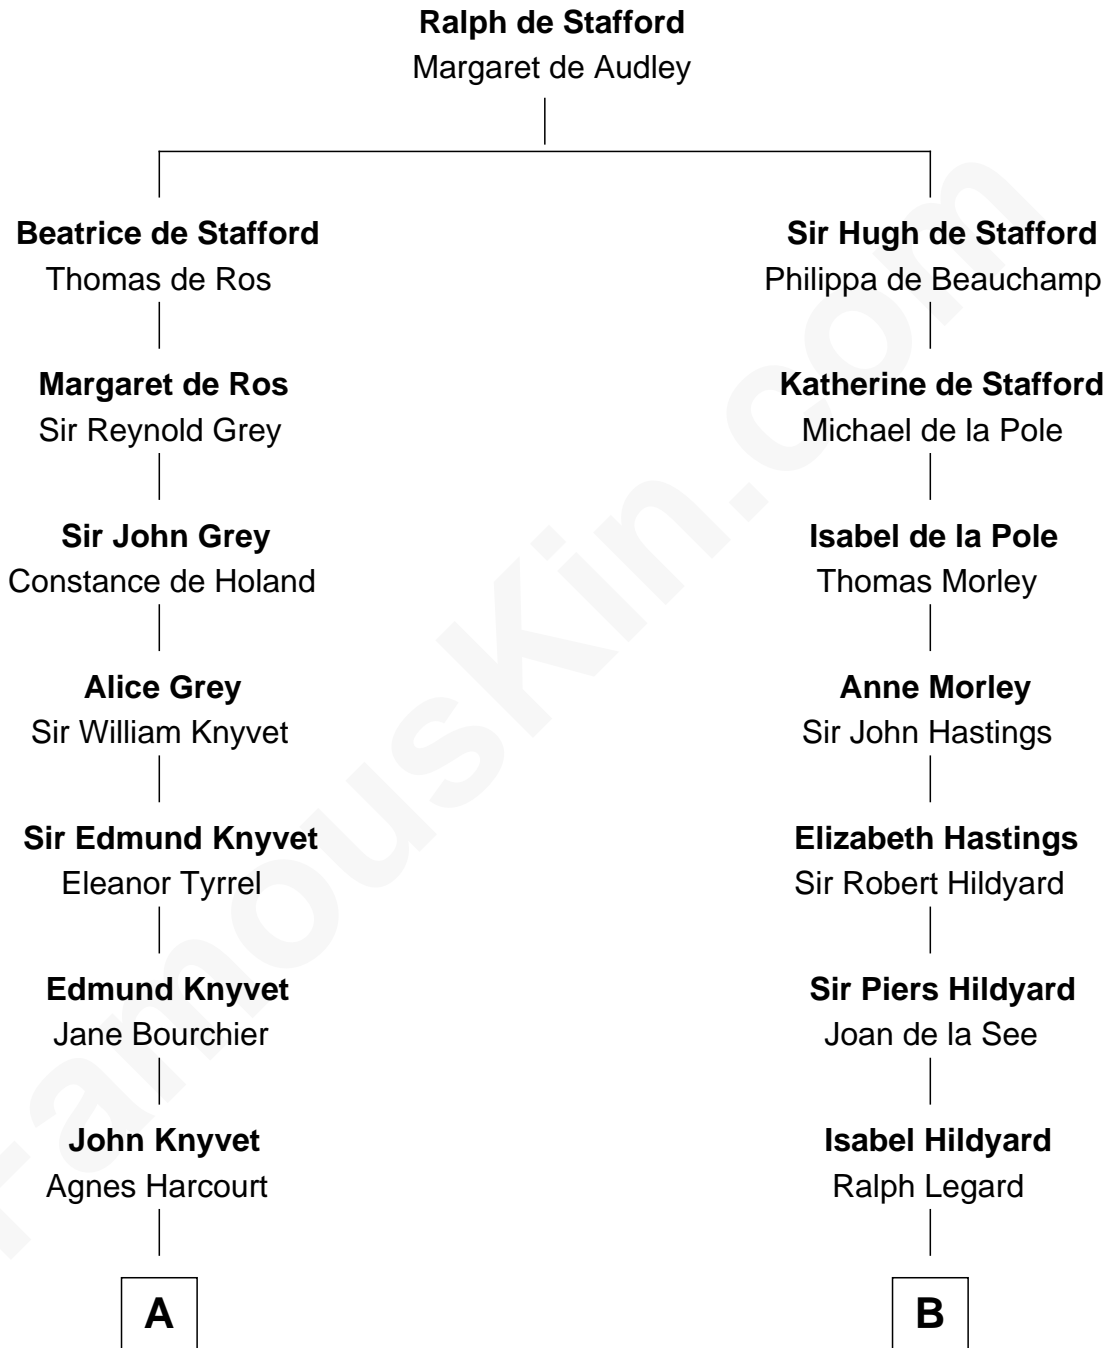 Ralph de Stafford
Margaret de Audley
Beatrice de Stafford
Thomas de Ros
Sir Hugh de Stafford
Philippa de Beauchamp
Margaret de Ros
Sir Reynold Grey
Katherine de Stafford
Michael de la Pole
Sir John Grey
Constance de Holand
Isabel de la Pole
Thomas Morley
Alice Grey
Sir William Knyvet
Anne Morley
Sir John Hastings
Sir Edmund Knyvet
Eleanor Tyrrel
Elizabeth Hastings
Sir Robert Hildyard
Edmund Knyvet
Jane Bourchier
Sir Piers Hildyard
Joan de la See
John Knyvet
Agnes Harcourt
Isabel Hildyard
Ralph Legard
A
B
FamousKin.com